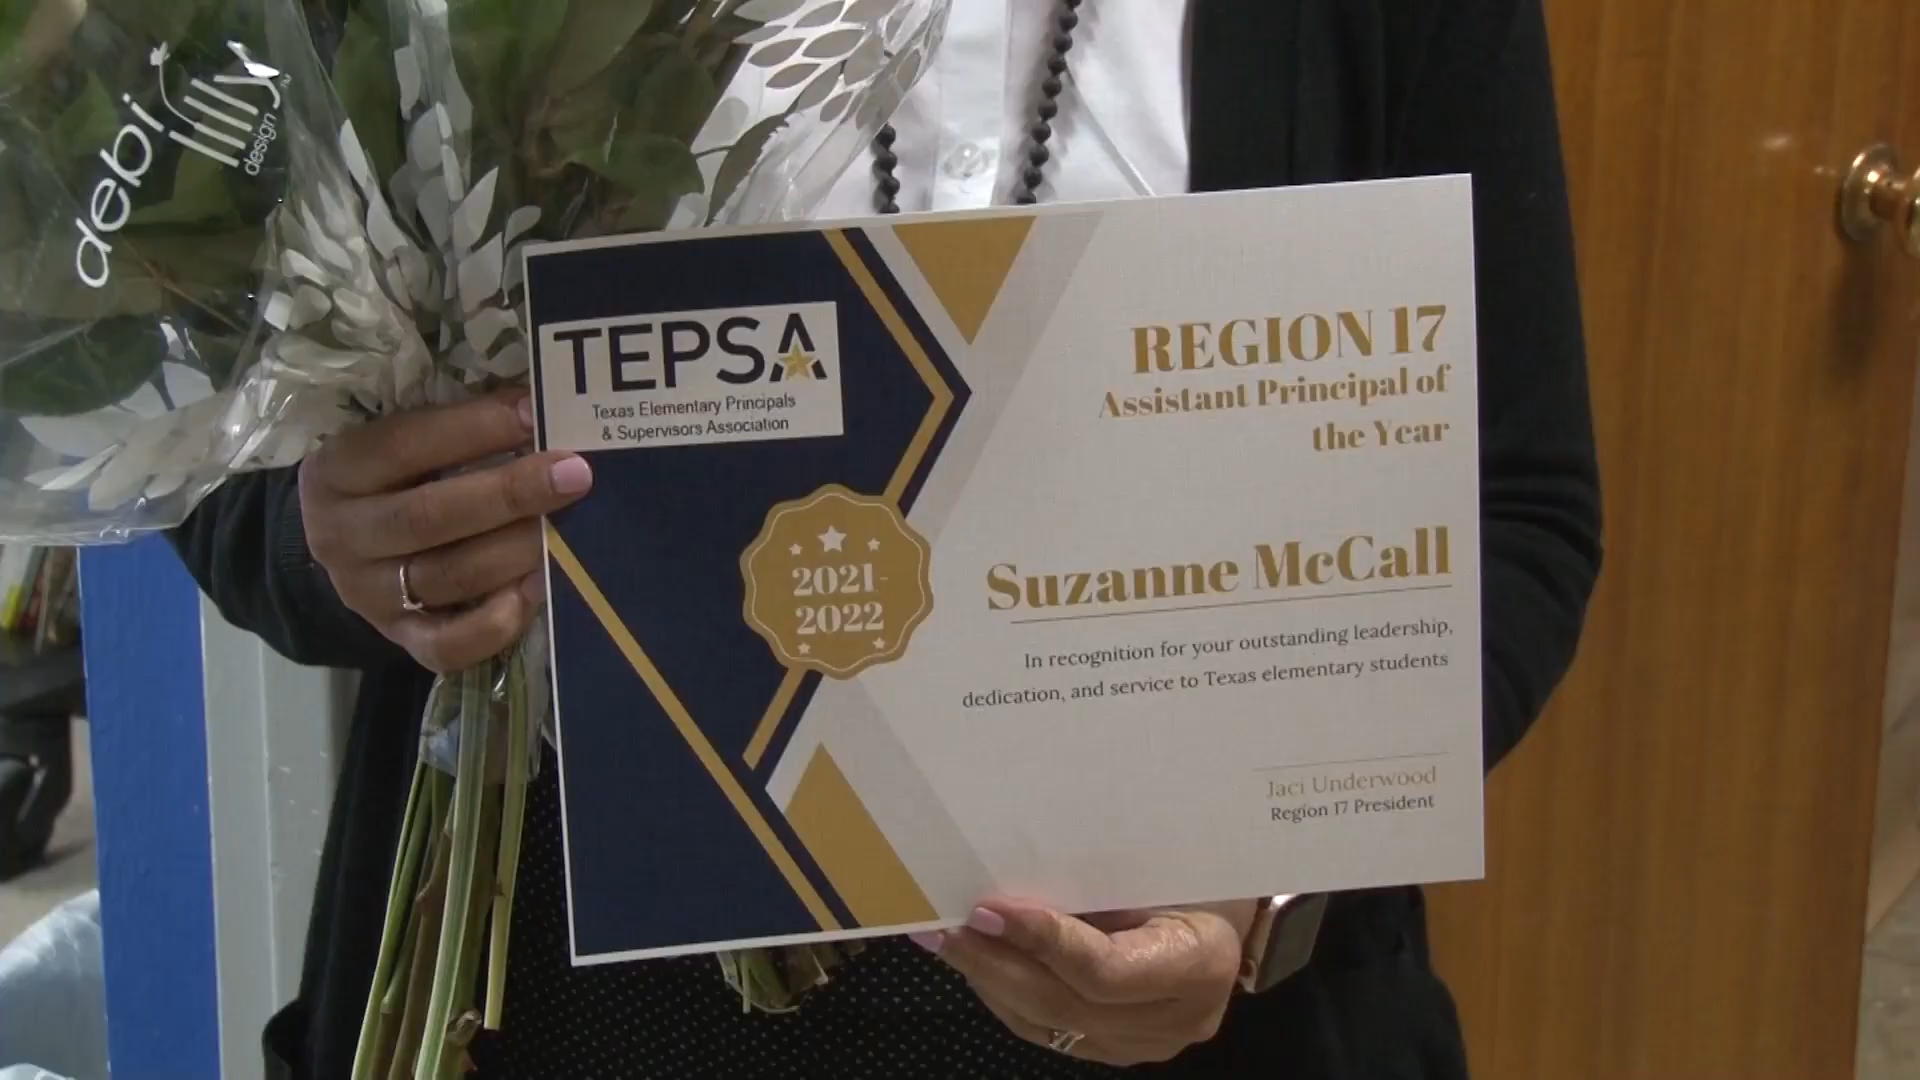 debi
lilly
design™
TEPSA
Texas Elementary Principals
& Supervisors Association
2021-
2022
REGION 17
Assistant Principal of
the Year
Suzanne McCall
In recognition for your outstanding leadership,
dedication, and service to Texas elementary students
Jaci Underwood
Region 17 President